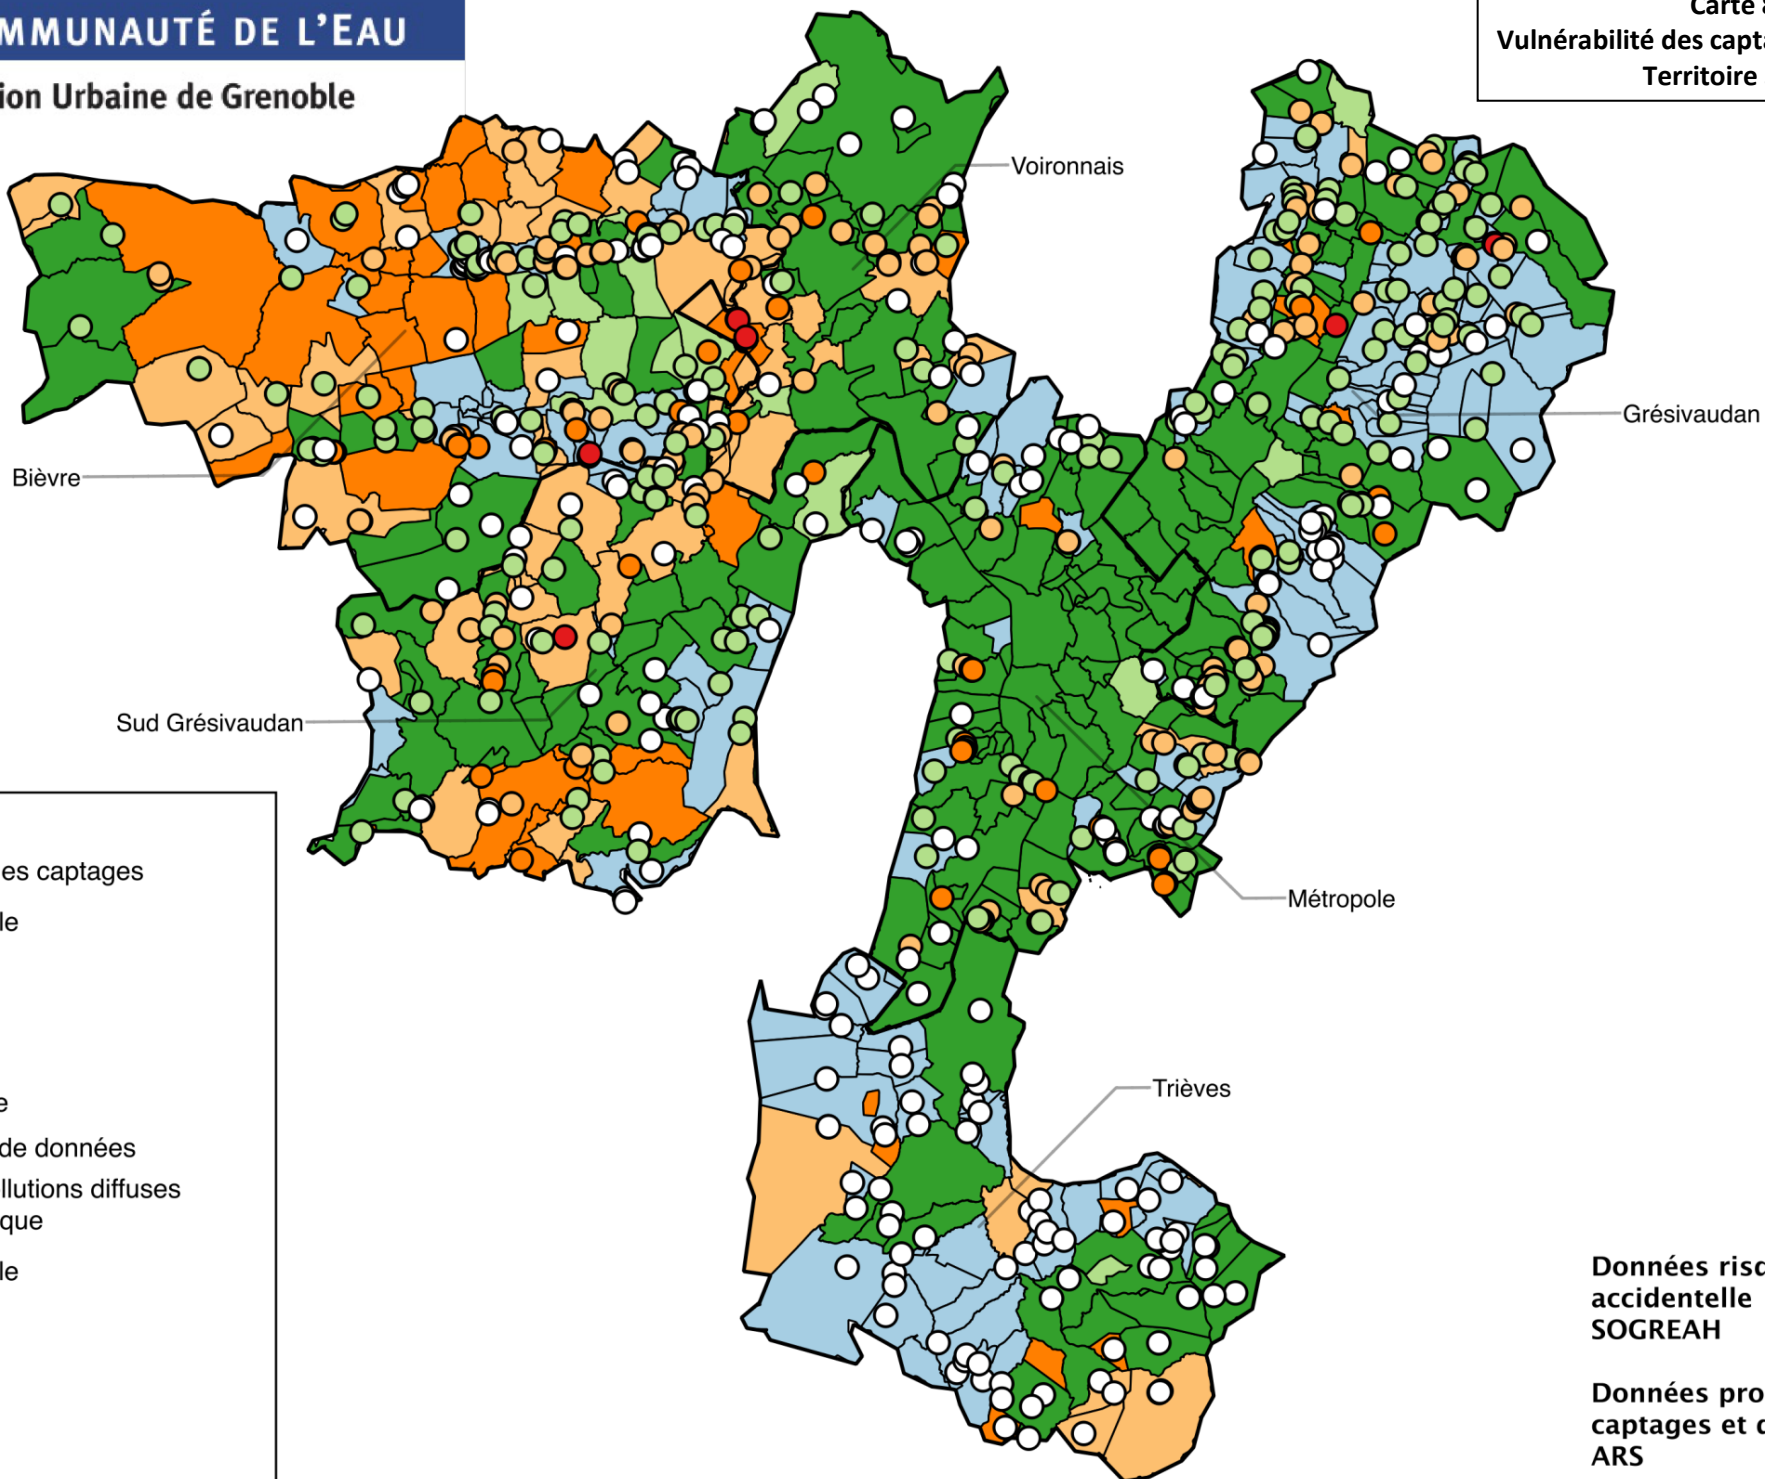 MMUNAUTÉ DE L'EAU
ion Urbaine de Grenoble
Carte
Vulnérabilité des capta
Territoire
Voironnais
Grésivaudan
Bièvre
Sud Grésivaudan
Métropole
Trièves
es captages
le
e
de données
llutions diffuses
que
le
Données riso
accidentelle
SOGREAH
Données pro
captages et d
ARS